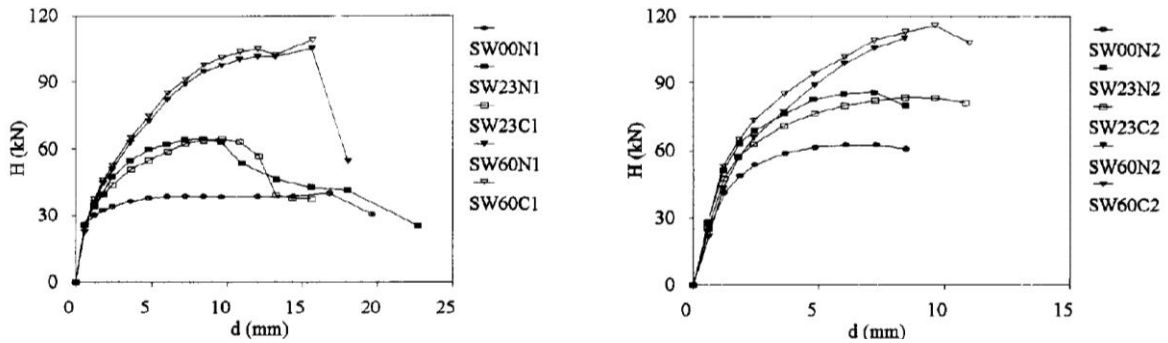 H (kN)
120
90
60
30
0
0
5
10
15
20
25
d (mm)
SW00N1
SW23N1
SW23C1
SW60N1
SW60C1
H (kN)
120
90
60
30
0
0
5
10
15
d (mm)
SW00N2
SW23N2
SW23C2
SW60N2
SW60C2